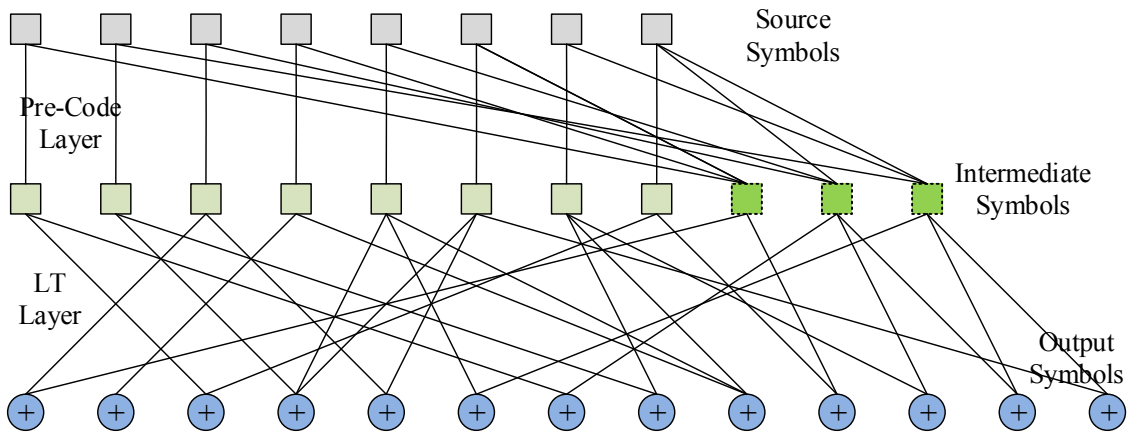 Source
Symbols
Pre-Code
Layer
Intermediate
Symbols
LT
Layer
Output
Symbols
+ + + + + + + + + + + + +